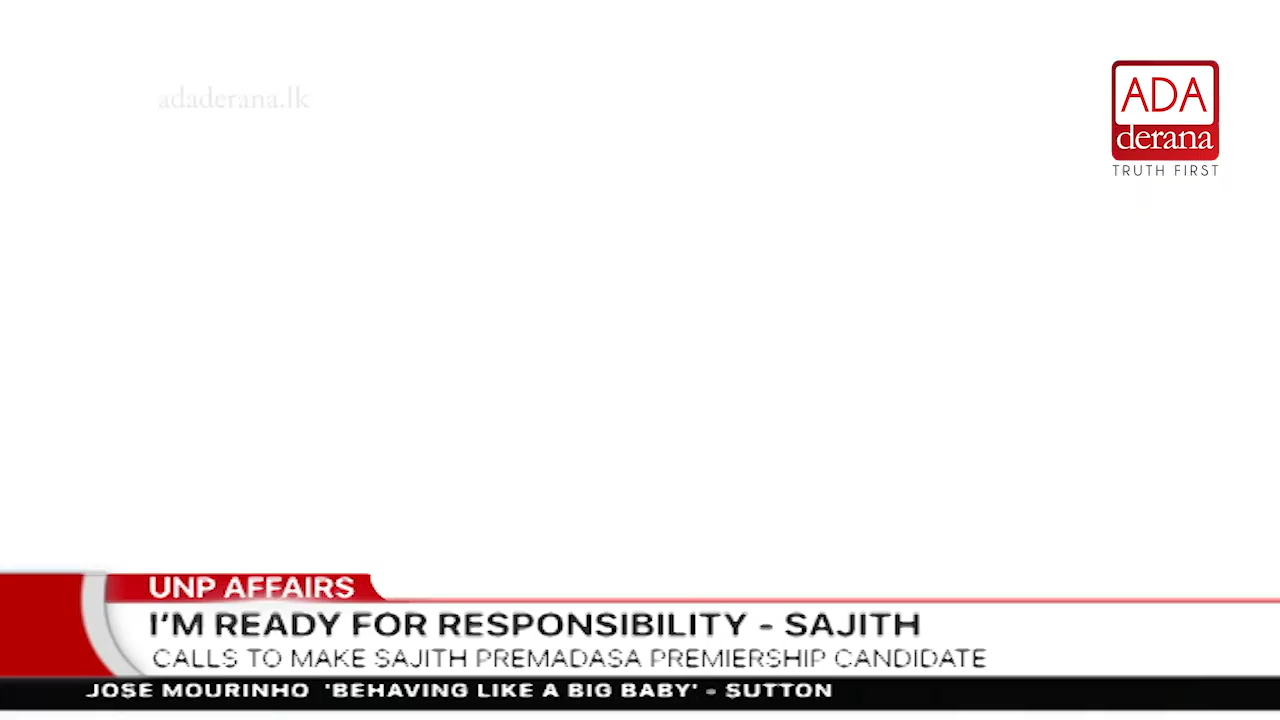 adaderana.lk
ADA
derana
TRUTH FIRST
UNP AFFAIRS
I'M READY FOR RESPONSIBILITY - SAJITH
CALLS TO MAKE SAJITH PREMADASA PREMIERSHIP CANDIDATE
JOSE MOURINHO 'BEHAVING LIKE A BIG BABY' - SUTTON